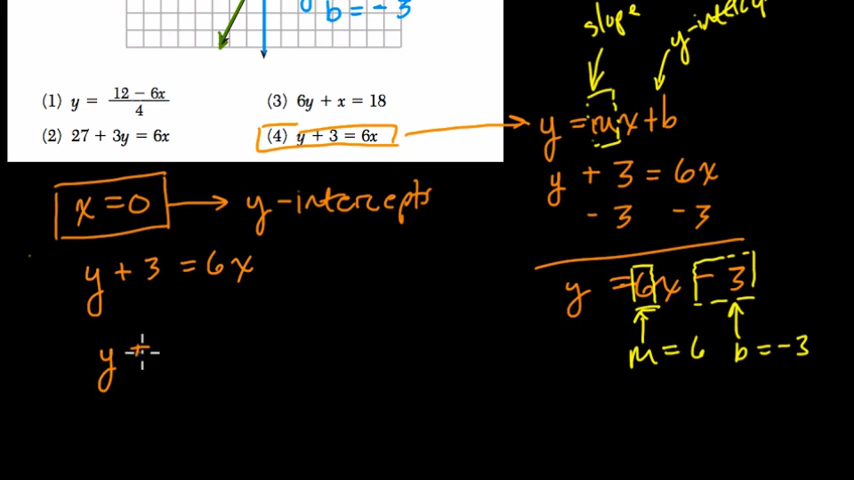 b = -3
slope
y-interc
(1) y = 12 - 6x / 4
(3) 6y + x = 18
(2) 27 + 3y = 6x
(4) y + 3 = 6x
y = mx + b
y + 3 = 6x
- 3 - 3
y = 6x - 3
m = 6 b = -3
x = 0 → y-intercepts
y + 3 = 6x
y +